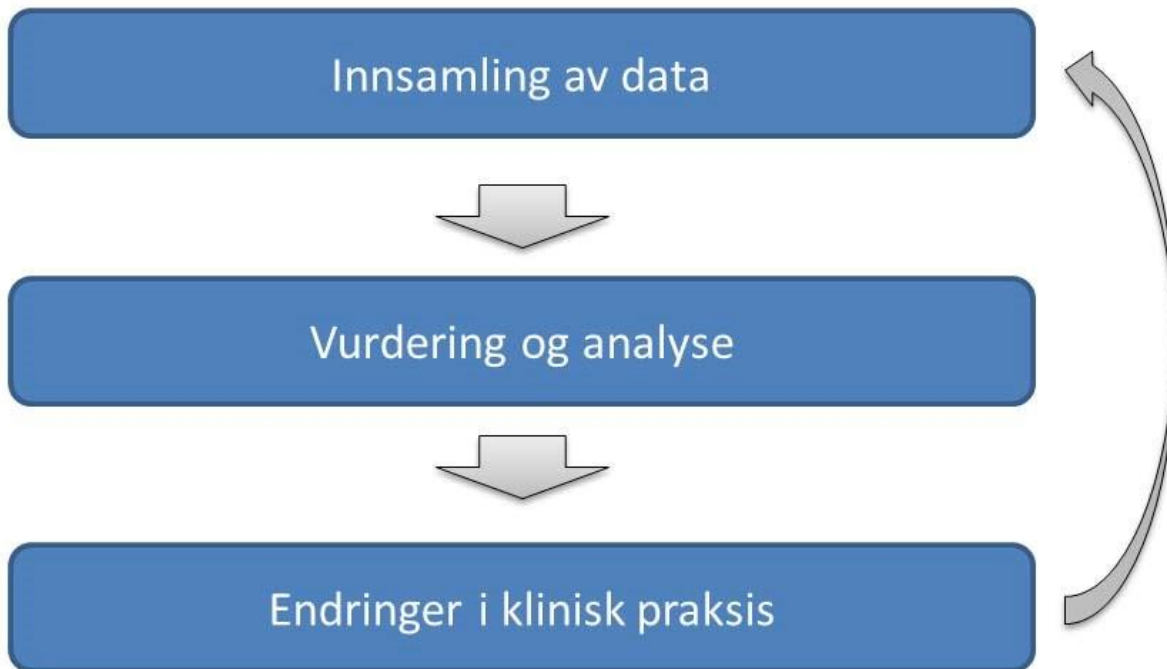 Innsamling av data
Vurdering og analyse
Endringer i klinisk praksis